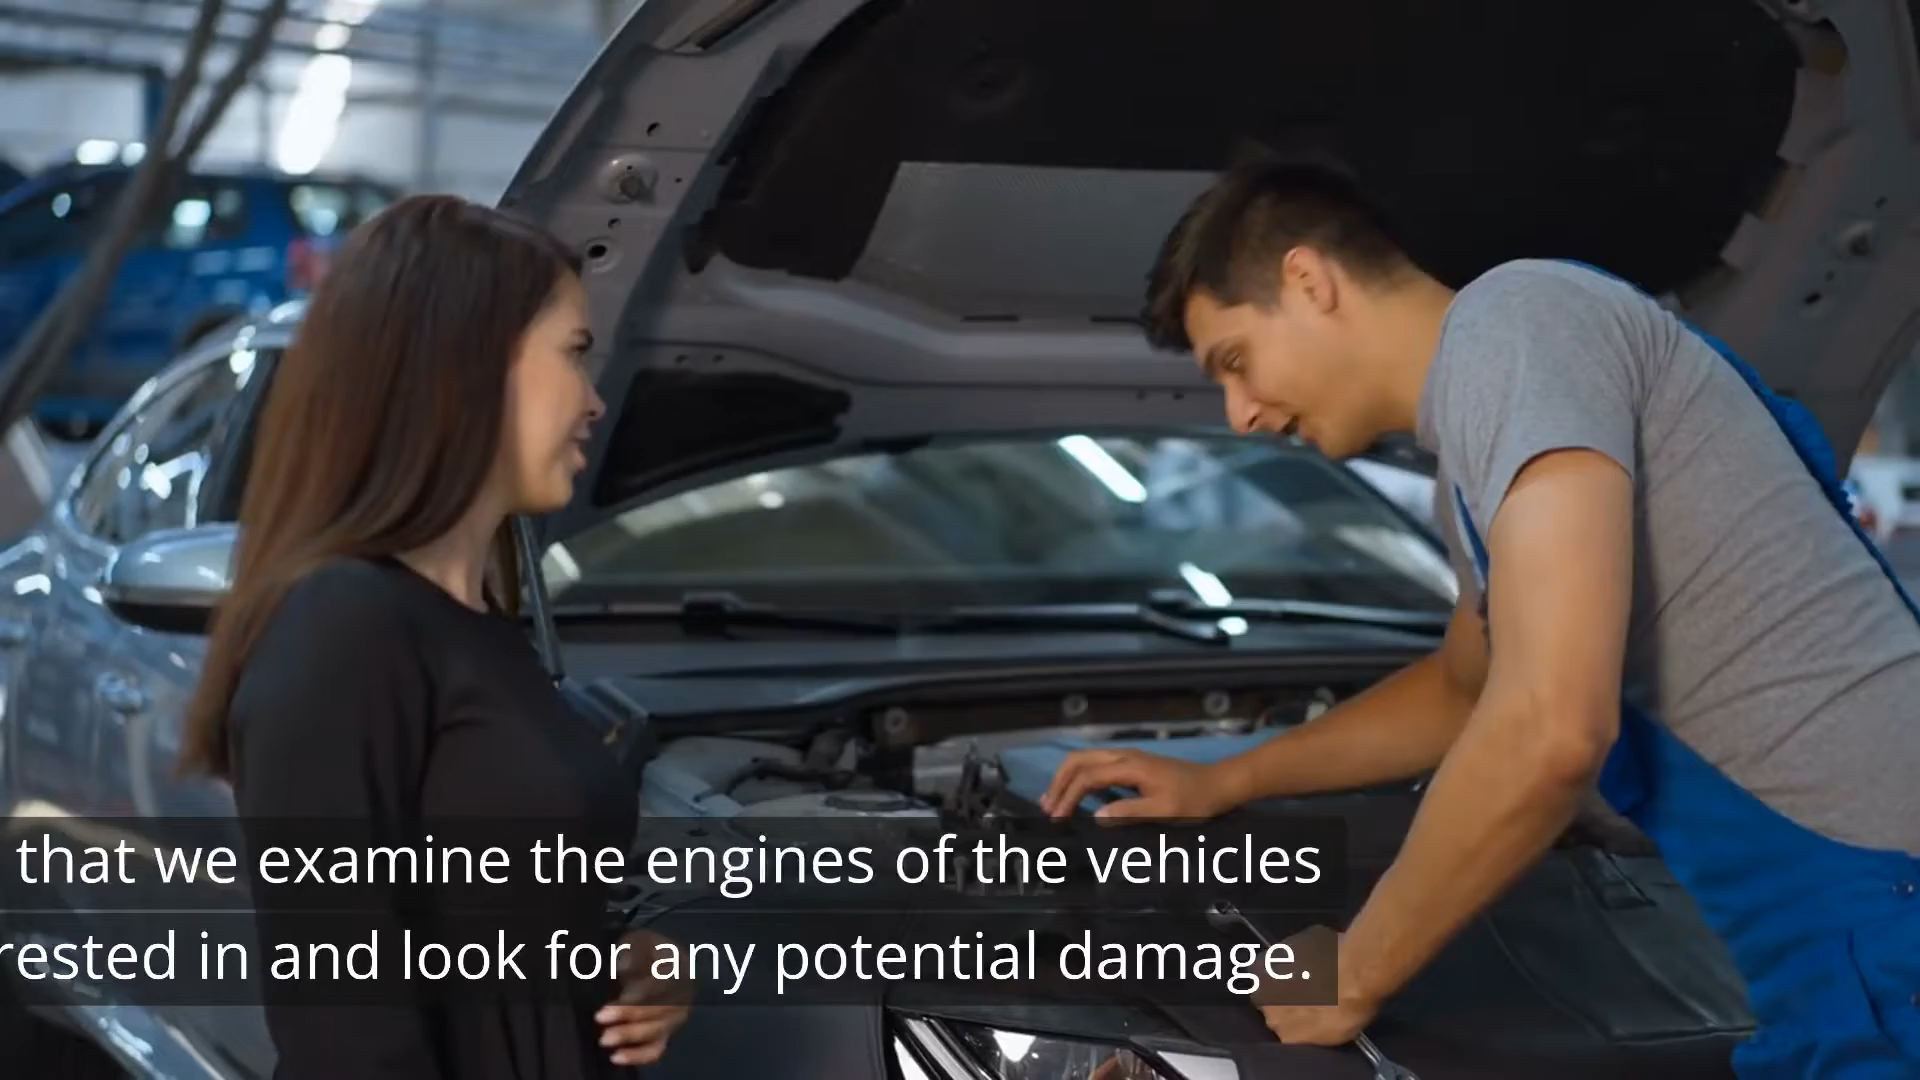 that we examine the engines of the vehicles
rested in and look for any potential damage.